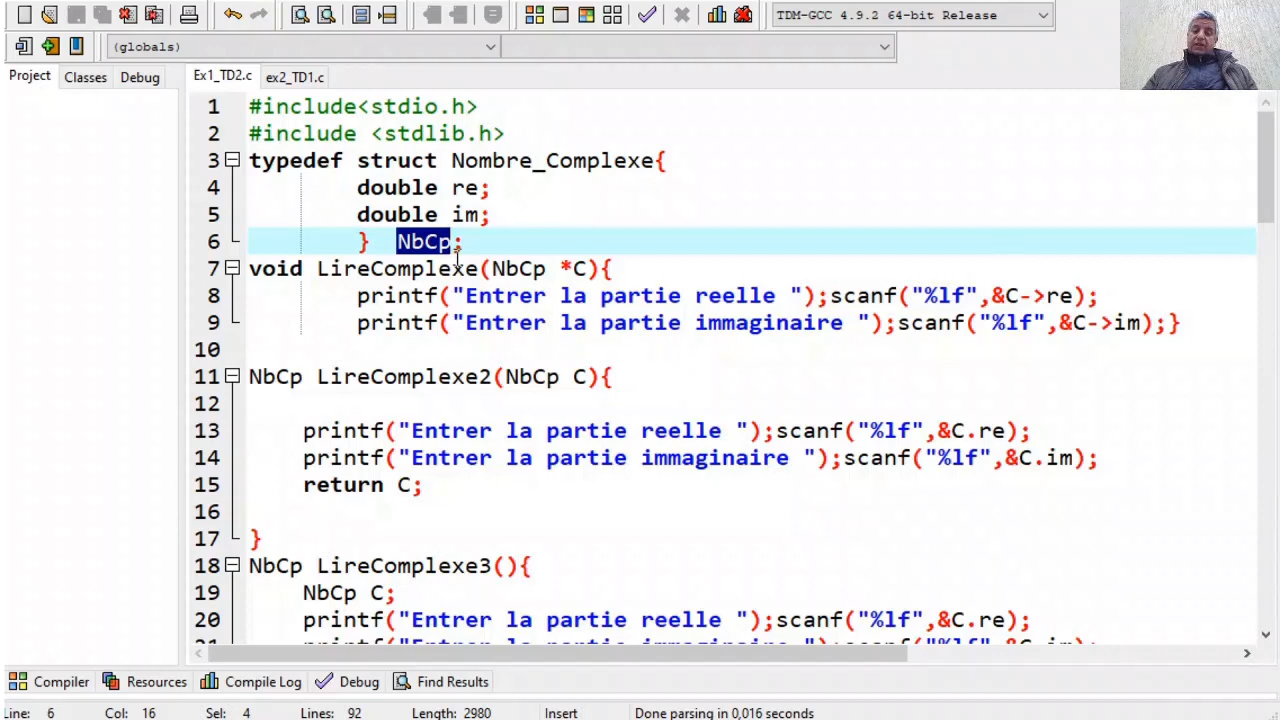 TDM-GCC 4.9.2 64-bit Release
(globals)
Project Classes Debug Ex1_TD2.c ex2_TD1.c
1 #include<stdio.h>
2 #include <stdlib.h>
3 typedef struct Nombre_Complexe{
4 double re;
5 double im;
6 } NbCp;
7 void LireComplexe(NbCp *C){
8 printf("Entrer la partie reelle ");scanf("%lf",&C->re);
9 printf("Entrer la partie immaginaire ");scanf("%lf",&C->im);}
10
11 NbCp LireComplexe2(NbCp C){
12
13 printf("Entrer la partie reelle ");scanf("%lf",&C.re);
14 printf("Entrer la partie immaginaire ");scanf("%lf",&C.im);
15 return C;
16
17 }
18 NbCp LireComplexe3(){
19 NbCp C;
20 printf("Entrer la partie reelle ");scanf("%lf",&C.re);
21 printf("Entrer la partie immaginaire ");scanf("%lf",&C.im);
Compiler Resources Compile Log Debug Find Results
Line: 6 Col: 16 Sel: 4 Lines: 92 Length: 2980 Insert Done parsing in 0,016 seconds